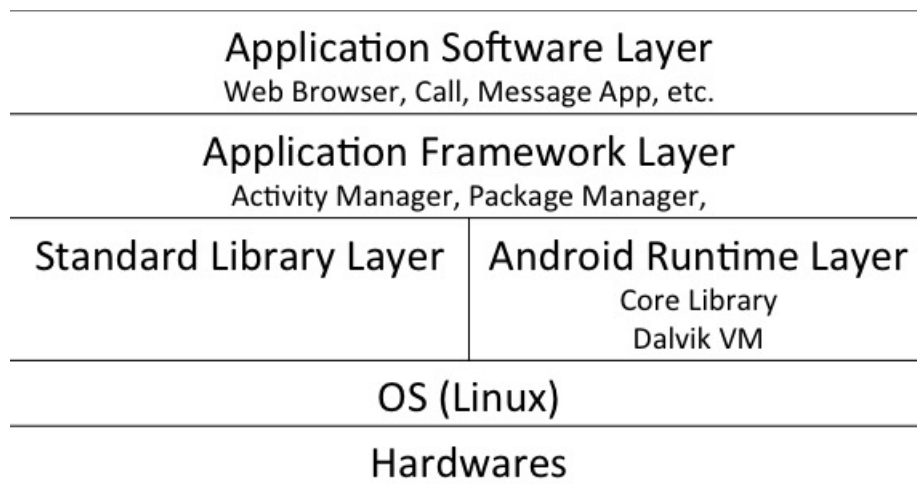 Application Software Layer
Web Browser, Call, Message App, etc.
Application Framework Layer
Activity Manager, Package Manager,
Standard Library Layer
Android Runtime Layer
Core Library
Dalvik VM
OS (Linux)
Hardwares